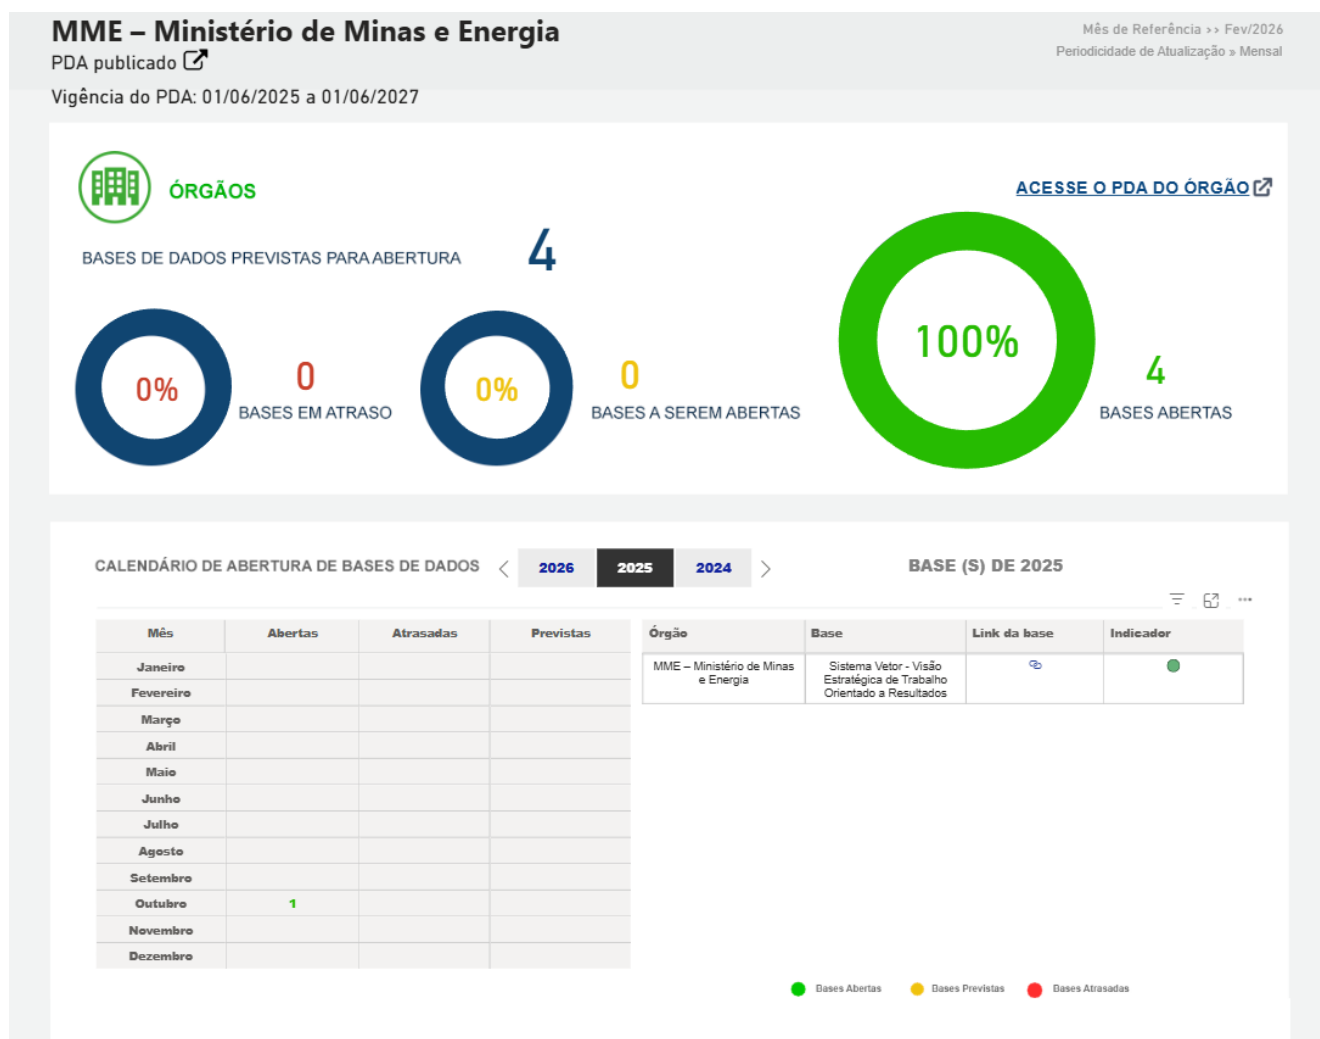 MME – Ministério de Minas e Energia
PDA publicado
Mês de Referência >> Fev/2026
Periodicidade de Atualização » Mensal
Vigência do PDA: 01/06/2025 a 01/06/2027
ÓRGÃOS
ACESSE O PDA DO ÓRGÃO
BASES DE DADOS PREVISTAS PARA ABERTURA
4
0%
0
BASES EM ATRASO
0%
0
BASES A SEREM ABERTAS
100%
4
BASES ABERTAS
CALENDÁRIO DE ABERTURA DE BASES DE DADOS
2026 2025 2024
BASE (S) DE 2025
Mês Abertas Atrasadas Previstas
Janeiro
Fevereiro
Março
Abril
Maio
Junho
Julho
Agosto
Setembro
Outubro 1
Novembro
Dezembro
Órgão Base Link da base Indicador
MME – Ministério de Minas
e Energia
Sistema Vetor - Visão
Estratégica de Trabalho
Orientado a Resultados
Bases Abertas Bases Previstas Bases Atrasadas